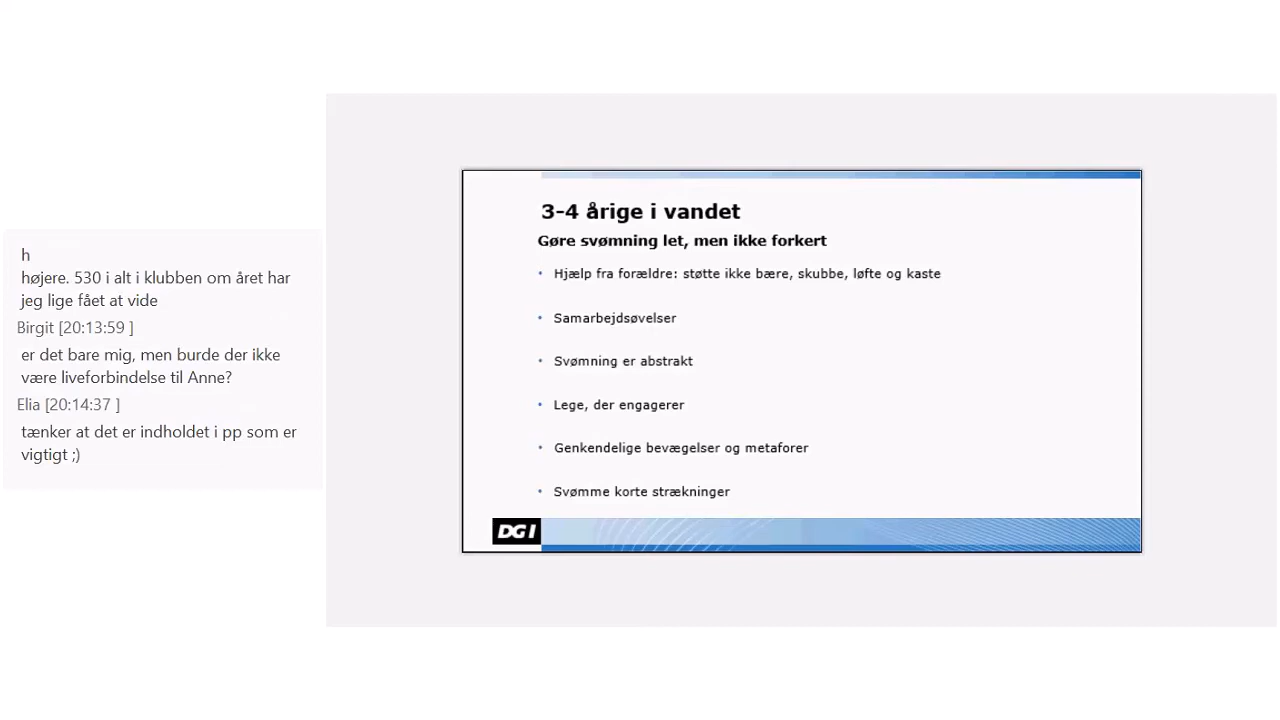 h
højere. 530 i alt i klubben om året har
jeg lige fået at vide
Birgit [20:13:59 ]
er det bare mig, men burde der ikke
være liveforbindelse til Anne?
Elia [20:14:37 ]
tænker at det er indholdet i pp som er
vigtigt ;)
3-4 årige i vandet
Gøre svømning let, men ikke forkert
• Hjælp fra forældre: støtte ikke bære, skubbe, løfte og kaste
• Samarbejdsøvelser
• Svømning er abstrakt
• Lege, der engagerer
• Genkendelige bevægelser og metaforer
• Svømme korte strækninger
DGI